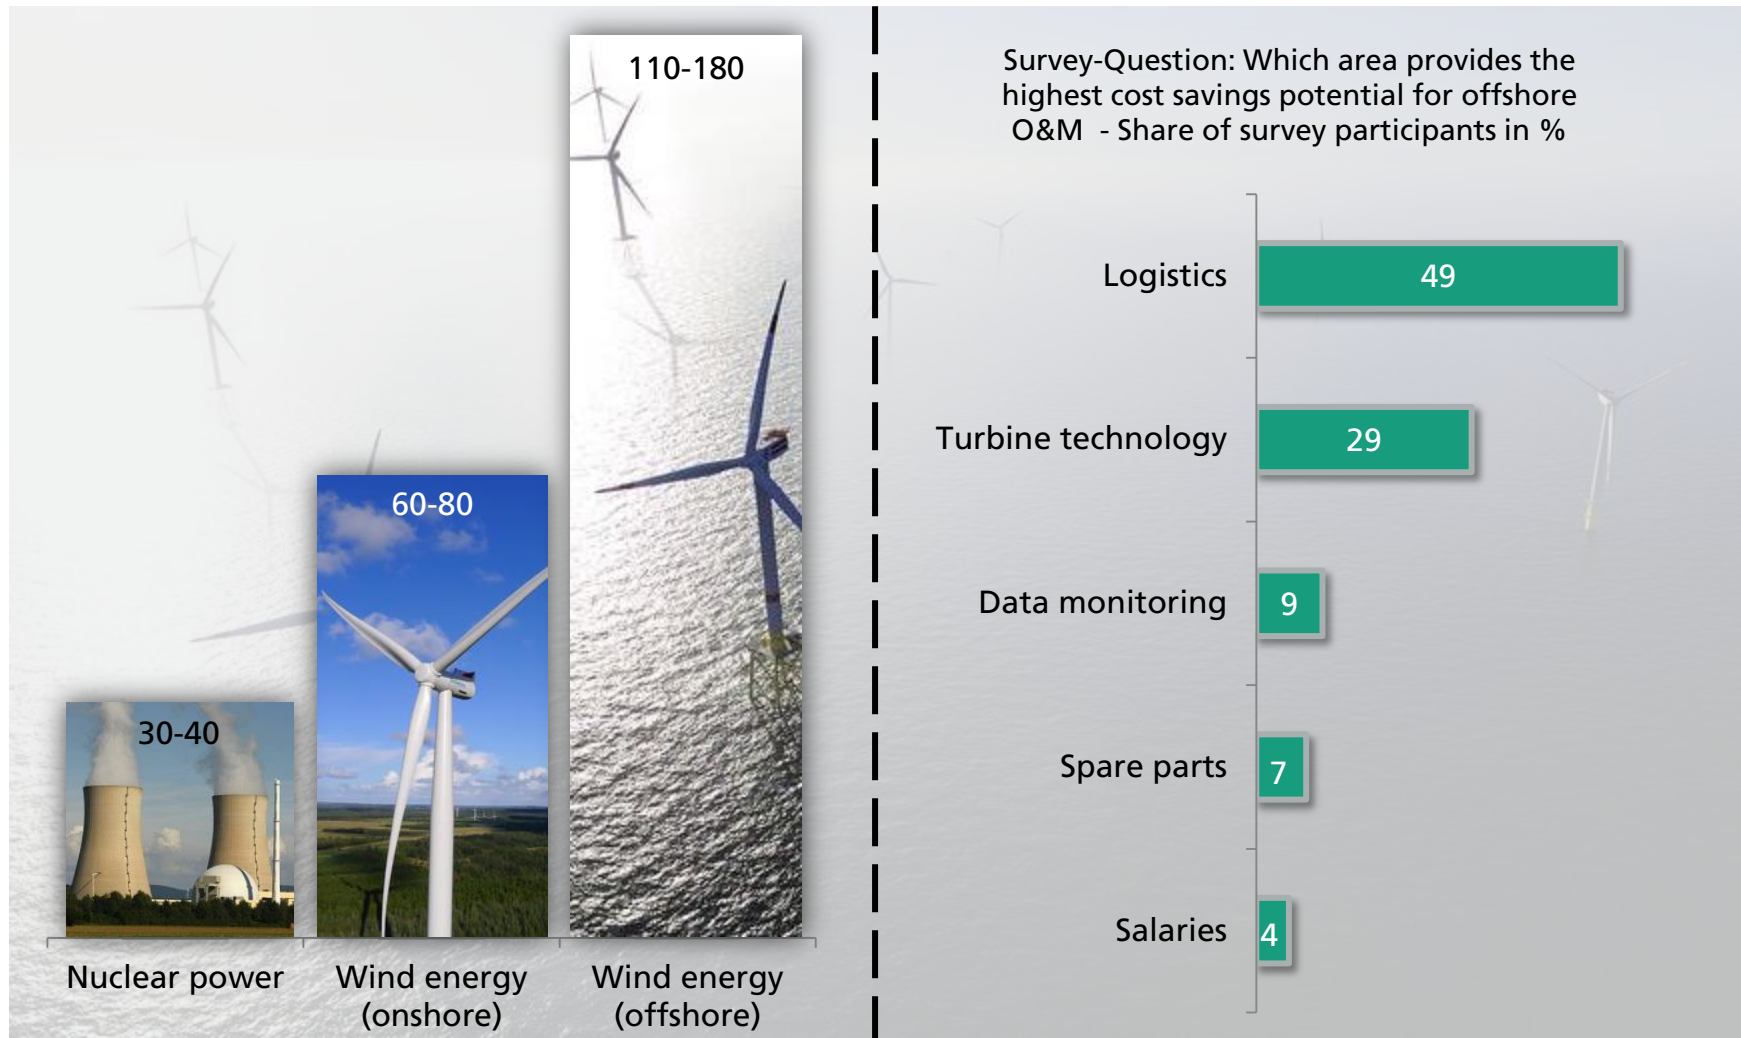 110-180
60-80
30-40
Nuclear power
Wind energy
(onshore)
Wind energy
(offshore)
Survey-Question: Which area provides the
highest cost savings potential for offshore
O&M - Share of survey participants in %
Logistics
49
Turbine technology
29
Data monitoring
9
Spare parts
7
Salaries
4